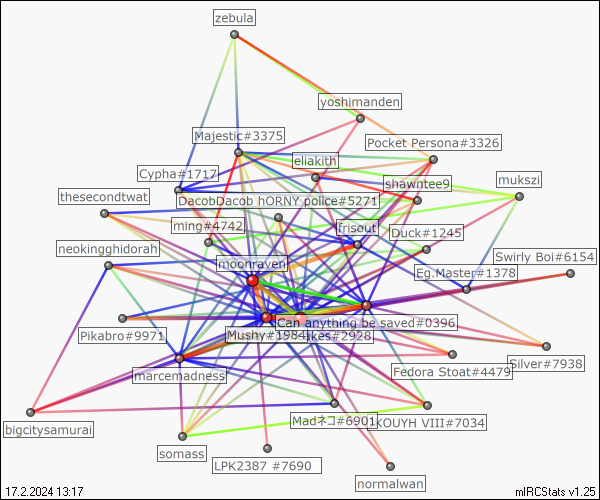 zebula
yoshimanden
Majestic#3375
Pocket Persona#3326
eliakith
Cypha#1717
shawntee9
mukszi
thesecondtwat
DacobDacob hORNY police#5271
ming#4742
frisout
Duck#1245
neokingghidorah
moonraven
Swirly Boi#6154
Eg.Master#1378
Can anything be saved#0396
Pikabro#9971
Mushy#1984
ikes#2928
Silver#7938
marcemadness
Fedora Stoat#4479
bigcitysamurai
Madネコ#6901
KOUYH VIII#7034
somass
LPK2387 #7690
normalwan
17.2.2024 13:17
mIRCStats v1.25